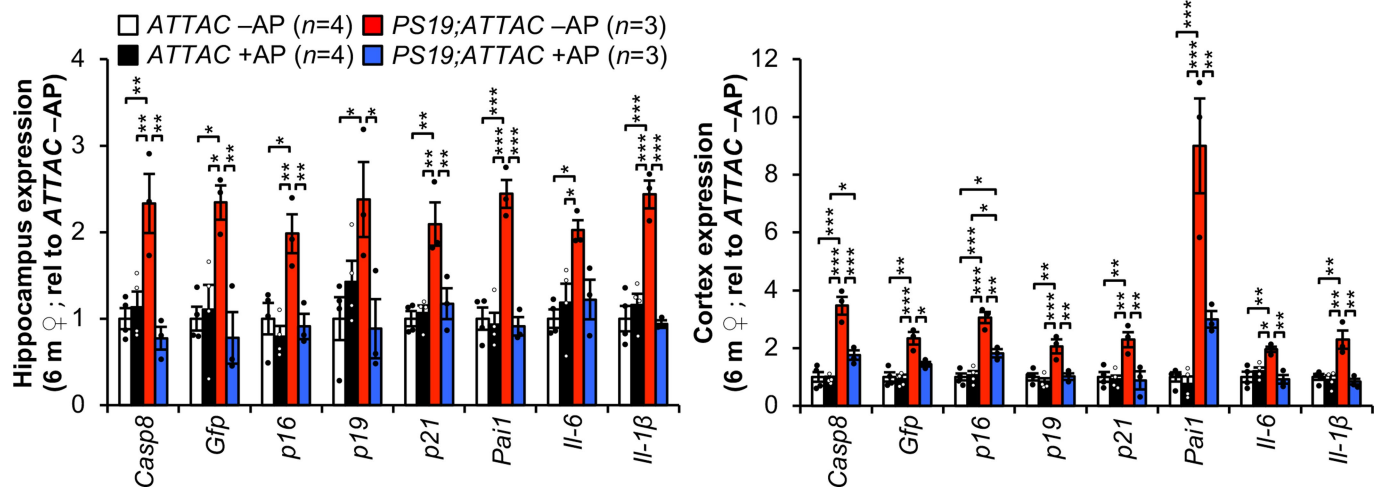 ATTAC –AP (n=4) PS19;ATTAC –AP (n=3)
ATTAC +AP (n=4) PS19;ATTAC +AP (n=3)
Hippocampus expression
(6 m ♀; rel to ATTAC –AP)
4
3
2
1
0
** ** **
* * **
* ** **
* *
** ** **
*** *** ***
* *
*** *** ***
Casp8 Gfp p16 p19 p21 Pai1 Il-6 Il-1β
Cortex expression
(6 m ♀; rel to ATTAC –AP)
12
10
8
6
4
2
0
*** *** * ***
** *** *
*** *** * * **
** *** **
** ** **
*** *** **
** * **
** ** **
Casp8 Gfp p16 p19 p21 Pai1 Il-6 Il-1β